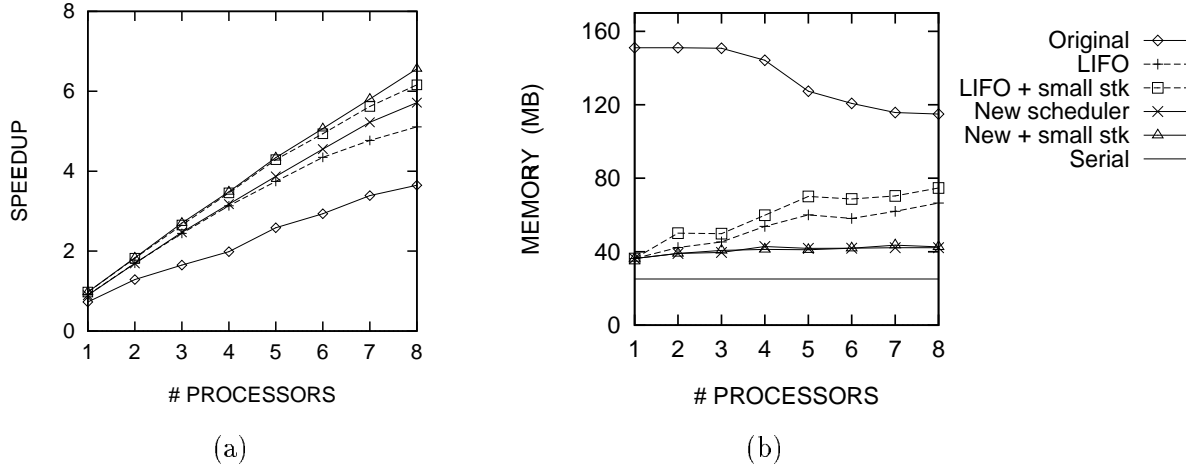 8
6
4
2
0
SPEEDUP
1 2 3 4 5 6 7 8
# PROCESSORS
(a)
160
120
80
40
0
MEMORY (MB)
1 2 3 4 5 6 7 8
# PROCESSORS
(b)
Original
LIFO
LIFO + small stk
New scheduler
New + small stk
Serial